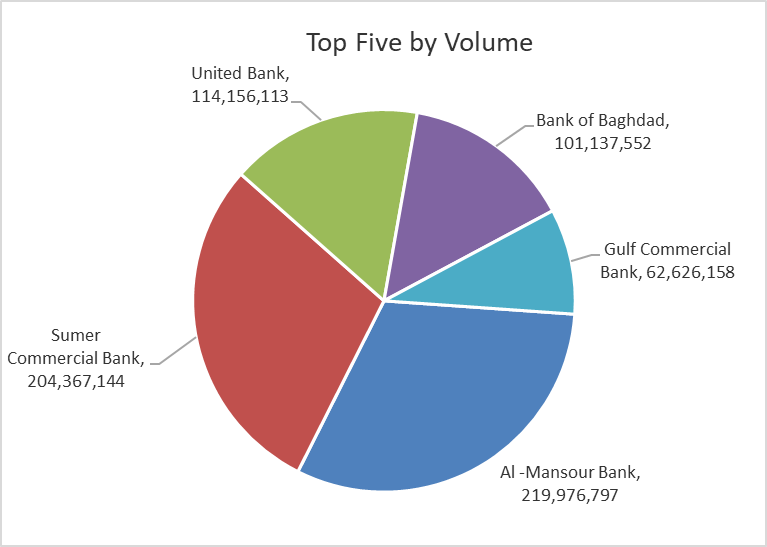 Top Five by Volume
United Bank,
114,156,113
Bank of Baghdad,
101,137,552
Gulf Commercial
Bank, 62,626,158
Sumer
Commercial Bank,
204,367,144
Al -Mansour Bank,
219,976,797